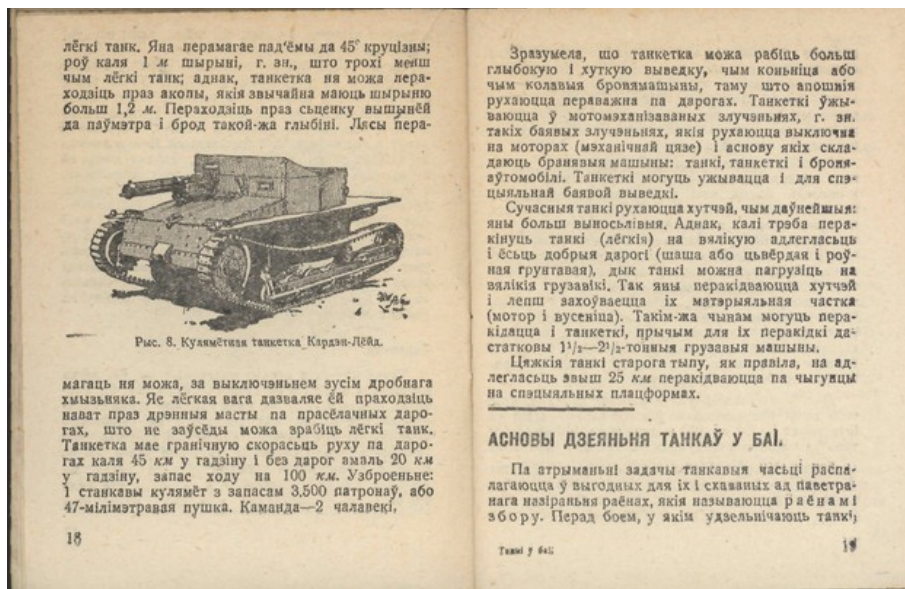 лёгкі танк. Яна перамагае пад'ёмы да 45° круцізны;
роў каля 1 м шырыні, г. зн., што трохі менш
чым лёгкі танк; аднак, танкетка ня можа пера-
ходзіць праз акопы, якія звычайна маюць шырыню
больш 1,2 м. Пераходзіць праз сьценку вышынёй
да паўмэтра і брод такой-жа глыбіні. Лясы пера-
Рыс. 8. Кулямётная танкетка Кардэн-Лёйд.
магаць ня можа, за выключэньнем зусім дробнага
хмызьняка. Яе лёгкая вага дазваляе ёй праходзіць
нават праз дрэнныя масты па прасёлачных даро-
гах, што не заўсёды можа зрабіць лёгкі танк.
Танкетка мае гранічную скорасьць руху па даро-
гах каля 45 км у гадзіну і без дарог амаль 20 км
у гадзіну, запас ходу на 100 км. Узброеньне:
1 станкавы кулямёт з запасам 3.500 патронаў, або
47-мілімэтравая пушка. Каманда—2 чалавекі,
18
Зразумела, што танкетка можа рабіць больш
глыбокую і хуткую выведку, чым коньніца або
чым колавыя бронямашыны, таму што апошнія
рухаюцца пераважна па дарогах. Танкеткі ўжы-
ваюцца ў мотомэханізаваных злучэньнях, г. зн.
такіх баявых злучэньнях, якія рухаюцца выключна
на моторах (мэханічнай цязе) і аснову якіх скла-
даюць бранявыя машыны: танкі, танкеткі і броня-
аўтомобілі. Танкеткі могуць ужывацца і для спэ-
цыяльнай баявой выведкі.
Сучасныя танкі рухаюцца хутчэй, чым даўнейшыя:
яны больш выносьлівыя. Аднак, калі трэба пера-
кінуць танкі (лёгкія) на вялікую адлегласьць
і ёсьць добрыя дарогі (шаша або цьвёрдая і роў-
ная грунтавая), дык танкі можна пагрузіць на
вялікія грузавікі. Так яны перакідваюцца хутчэй
і лепш захоўваецца іх матэрыяльная частка
(мотор і вусеніца). Такім-жа чынам могуць пера-
кідацца і танкеткі, прычым для іх перакідкі да-
статковы 1¹/₂—2¹/₂-тонныя грузавыя машыны.
Цяжкія танкі старога тыпу, як правіла, на ад-
легласьць звыш 25 км перакідваюцца па чыгунцы
на спэцыяльных плацформах.
АСНОВЫ ДЗЕЯНЬНЯ ТАНКАЎ У БАІ.
Па атрыманьні задачы танкавыя часьці распа-
лагаюцца ў выгодных для іх і схаваных ад паветра-
нага назіраньня раёнах, якія называюцца раёнамі
збору. Перад боем, у якім удзельнічаюць танкі,
Танкі у баі
19